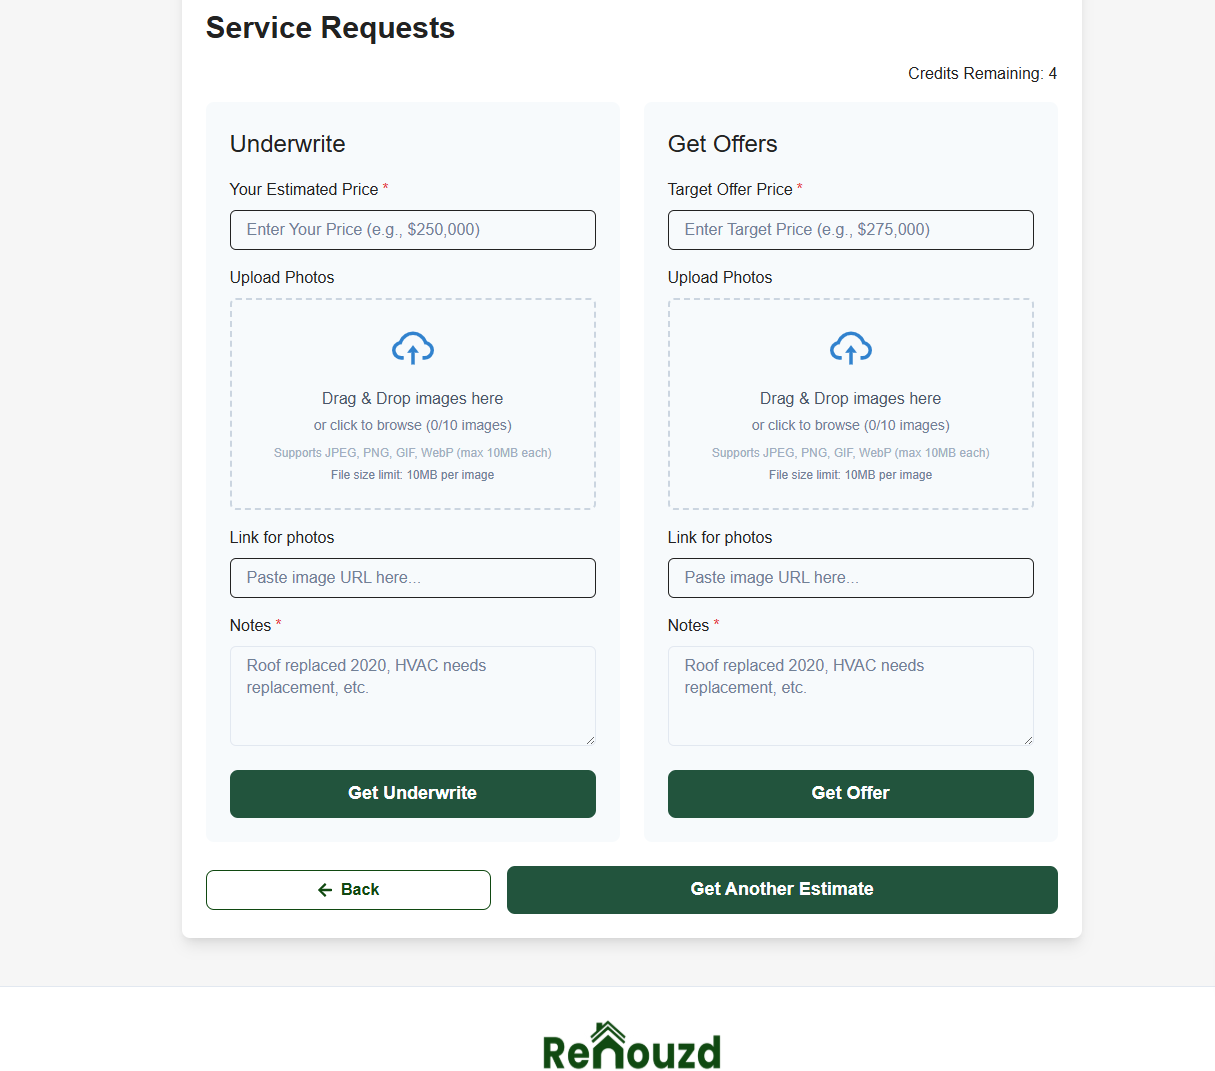 Service Requests
Credits Remaining: 4
Underwrite
Your Estimated Price *
Enter Your Price (e.g., $250,000)
Upload Photos
Drag & Drop images here
or click to browse (0/10 images)
Supports JPEG, PNG, GIF, WebP (max 10MB each)
File size limit: 10MB per image
Link for photos
Paste image URL here...
Notes *
Roof replaced 2020, HVAC needs
replacement, etc.
Get Underwrite
Get Offers
Target Offer Price *
Enter Target Price (e.g., $275,000)
Upload Photos
Drag & Drop images here
or click to browse (0/10 images)
Supports JPEG, PNG, GIF, WebP (max 10MB each)
File size limit: 10MB per image
Link for photos
Paste image URL here...
Notes *
Roof replaced 2020, HVAC needs
replacement, etc.
Get Offer
Back
Get Another Estimate
ReHouzd